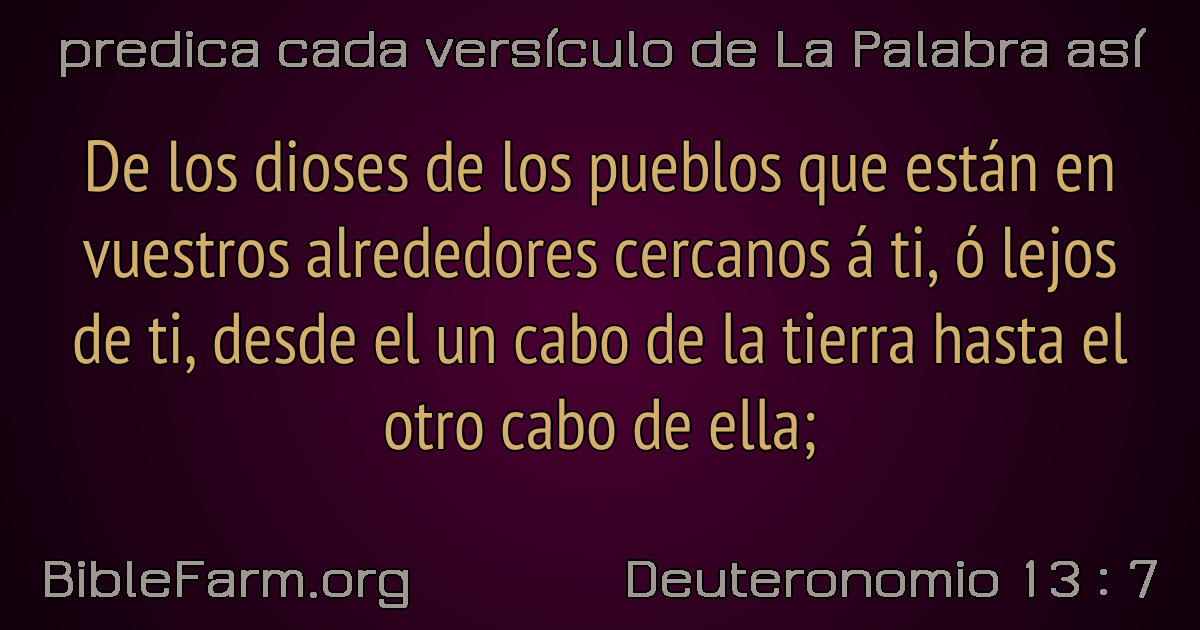 predica cada versículo de La Palabra así
De los dioses de los pueblos que están en
vuestros alrededores cercanos á ti, ó lejos
de ti, desde el un cabo de la tierra hasta el
otro cabo de ella;
BibleFarm.org
Deuteronomio 13 : 7